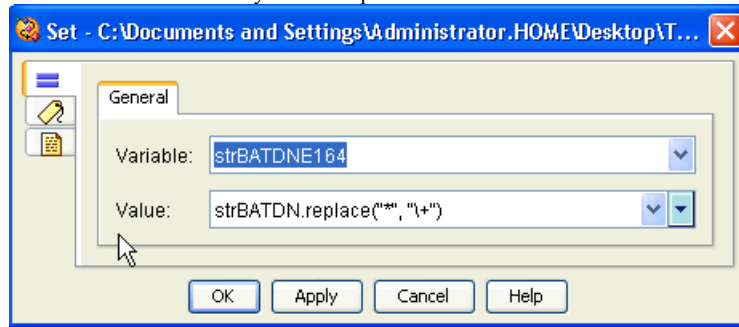 Set - C:\Documents and Settings\Administrator.HOME\Desktop\T...
General
Variable: strBATDNE164
Value: strBATDN.replace("*", "\+")
OK Apply Cancel Help